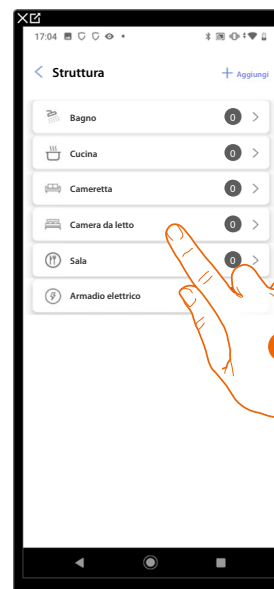 17:04
Struttura
+ Aggiungi
Bagno 0
Cucina 0
Cameretta 0
Camera da letto 0
Sala 0
Armadio elettrico